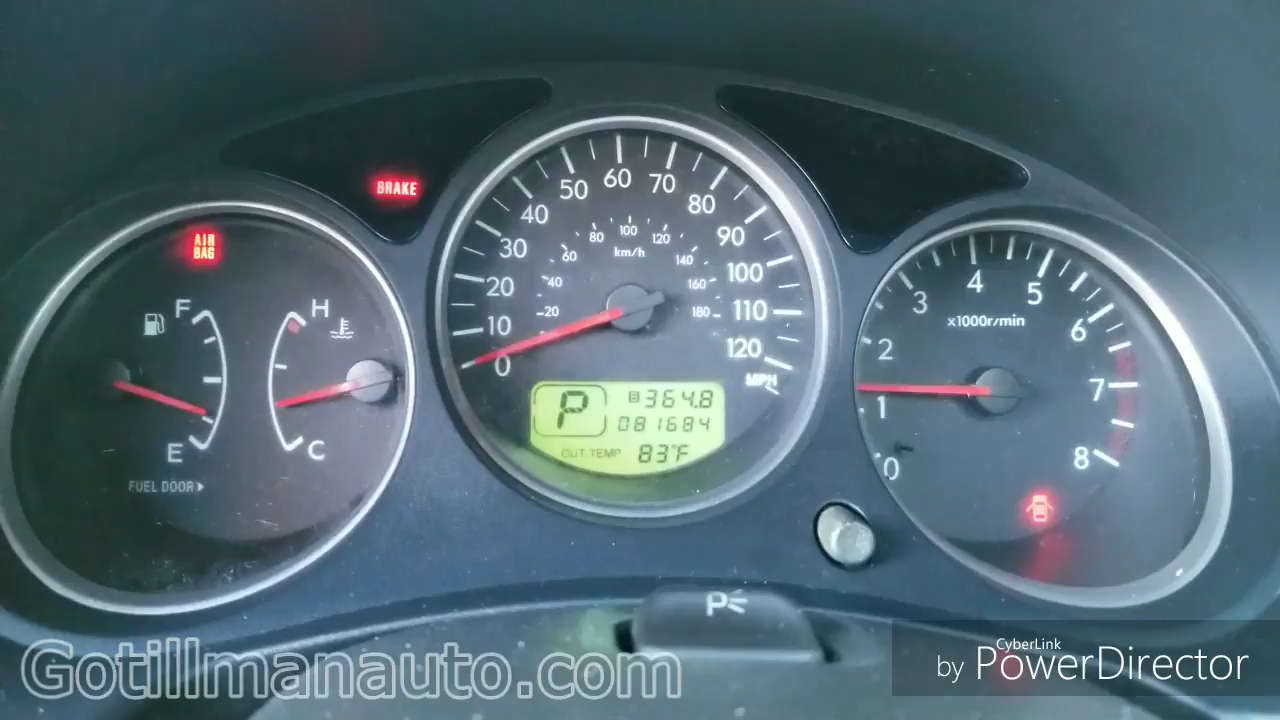 BRAKE
AIR
BAG
F
H
E
C
FUEL DOOR
0
10
20
30
40
50
60
70
80
90
100
110
120
MPH
20
40
60
80
100
120
140
160
180
km/h
P
B 364.8
081684
OUT.TEMP 83°F
0
1
2
3
4
5
6
7
8
x1000r/min
P
Gotillmanauto.com
CyberLink
by PowerDirector